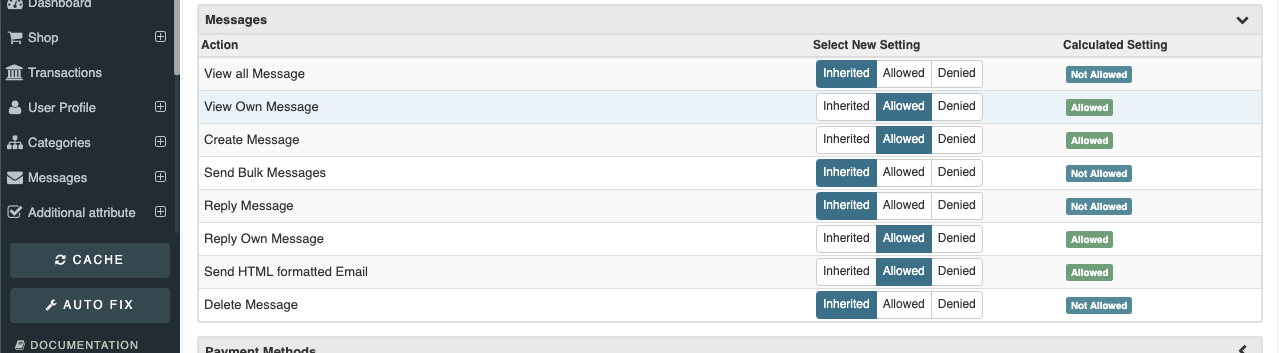 Dashboard
Shop
Transactions
User Profile
Categories
Messages
Additional attribute
CACHE
AUTO FIX
DOCUMENTATION
Messages
Action Select New Setting Calculated Setting
View all Message Inherited Allowed Denied Not Allowed
View Own Message Inherited Allowed Denied Allowed
Create Message Inherited Allowed Denied Allowed
Send Bulk Messages Inherited Allowed Denied Not Allowed
Reply Message Inherited Allowed Denied Not Allowed
Reply Own Message Inherited Allowed Denied Allowed
Send HTML formatted Email Inherited Allowed Denied Allowed
Delete Message Inherited Allowed Denied Not Allowed
Payment Methods